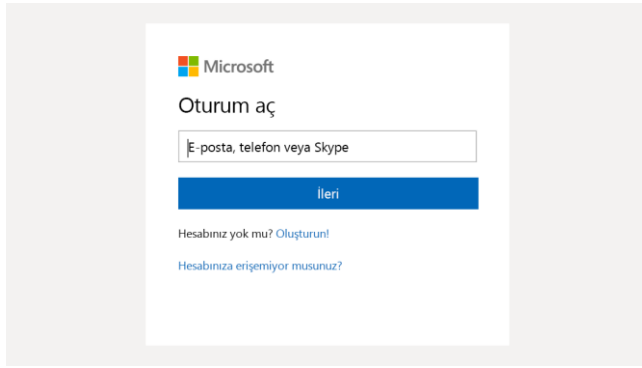 Microsoft
Oturum aç
E-posta, telefon veya Skype
İleri
Hesabınız yok mu? Oluşturun!
Hesabınıza erişemiyor musunuz?